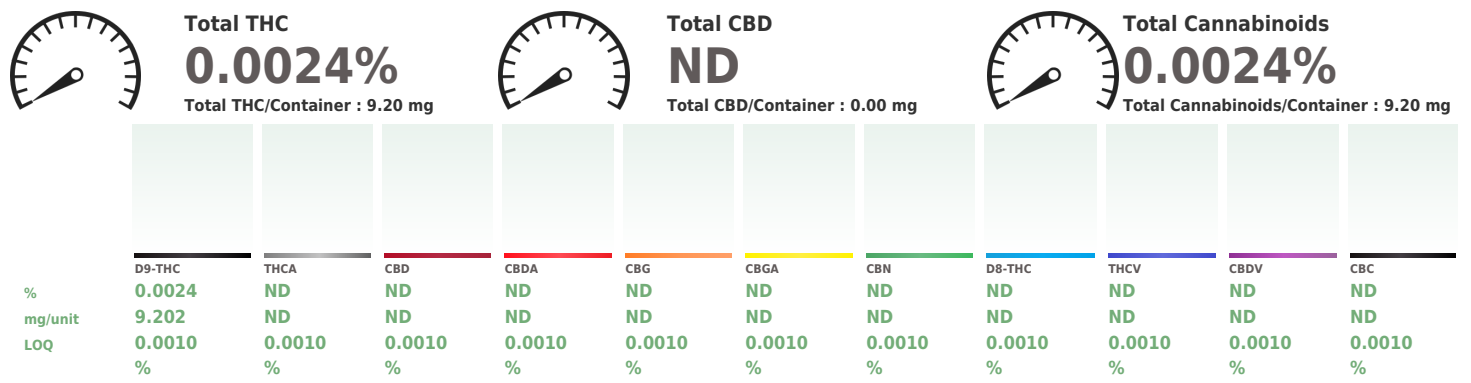 Total THC
0.0024%
Total THC/Container : 9.20 mg
Total CBD
ND
Total CBD/Container : 0.00 mg
Total Cannabinoids
0.0024%
Total Cannabinoids/Container : 9.20 mg
D9-THC THCA CBD CBDA CBG CBGA CBN D8-THC THCV CBDV CBC
% 0.0024 ND ND ND ND ND ND ND ND ND ND
mg/unit 9.202 ND ND ND ND ND ND ND ND ND ND
LOQ 0.0010 0.0010 0.0010 0.0010 0.0010 0.0010 0.0010 0.0010 0.0010 0.0010 0.0010
% % % % % % % % % % %